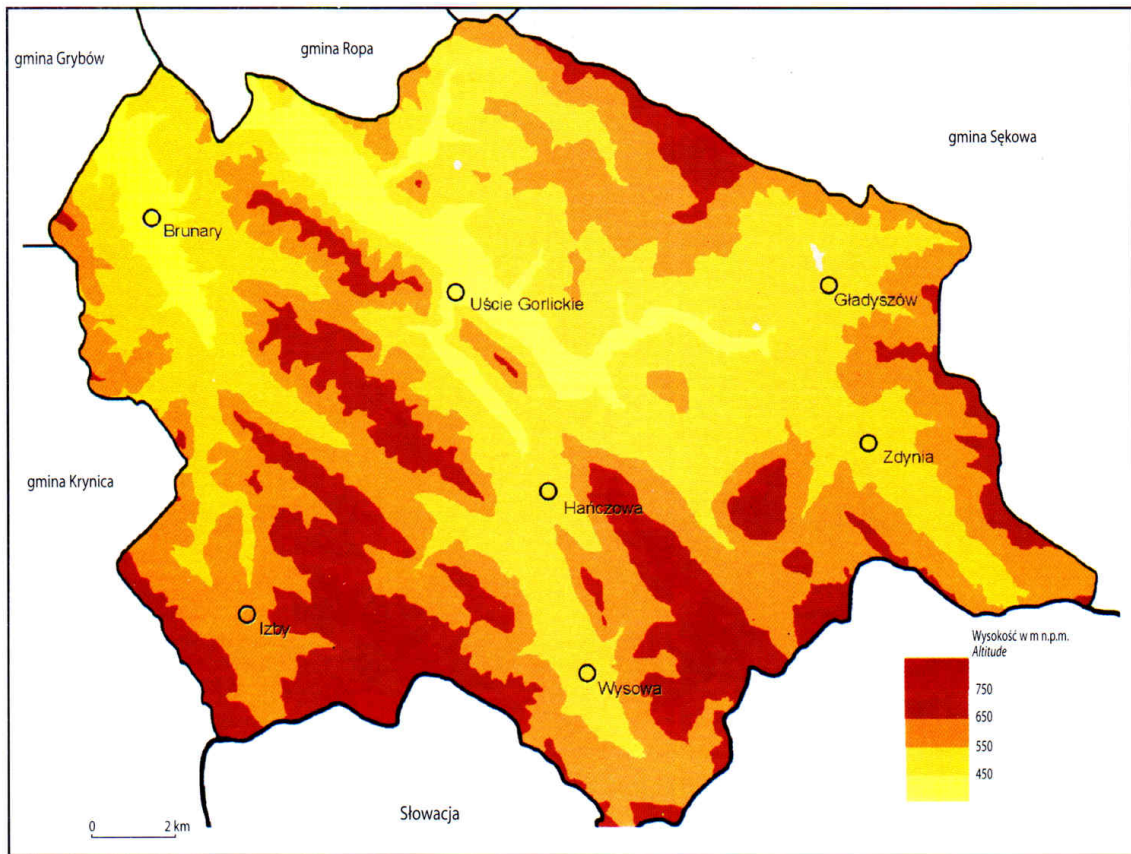 gmina Grybów
gmina Ropa
gmina Sękowa
Brunary
Uście Gorlickie
Gładyszów
Zdynia
gmina Krynica
Hańczowa
Izby
Wysowa
Wysokość w m n.p.m.
Altitude
750
650
550
450
Słowacja
0 2 km